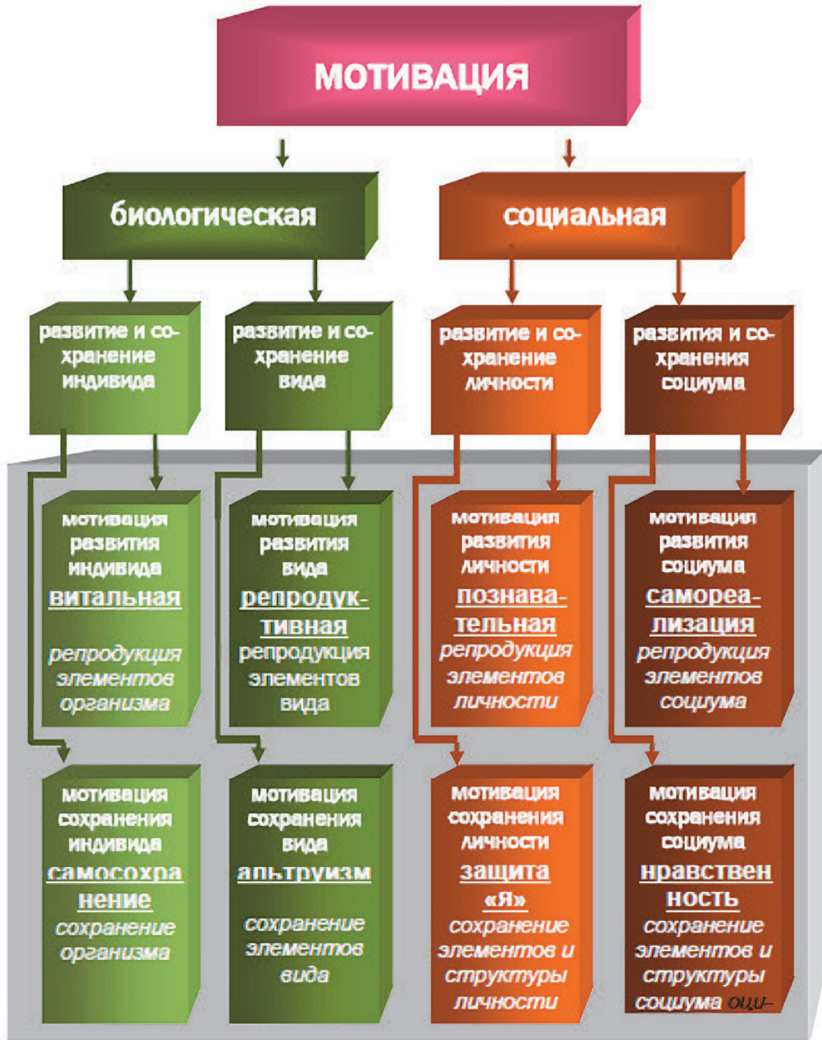 МОТИВАЦИЯ
биологическая
социальная
развитие и со-
хранение
индивида
развитие и со-
хранение
вида
развитие и со-
хранение
личности
развития и со-
хранения
социума
мотивация
развития
индивида
витальная
репродукция
элементов
организма
мотивация
развития
вида
репродук-
тивная
репродукция
элементов
вида
мотивация
развития
личности
познава-
тельная
репродукция
элементов
личности
мотивация
развития
социума
самореа-
лизация
репродукция
элементов
социума
мотивация
сохранения
индивида
самосохра
нение
сохранение
организма
мотивация
сохранения
вида
альтруизм
сохранение
элементов
вида
мотивация
сохранения
личности
защита
«я»
сохранение
элементов и
структуры
личности
мотивация
сохранения
социума
нравствен
ность
сохранение
элементов и
структуры
социума оци–